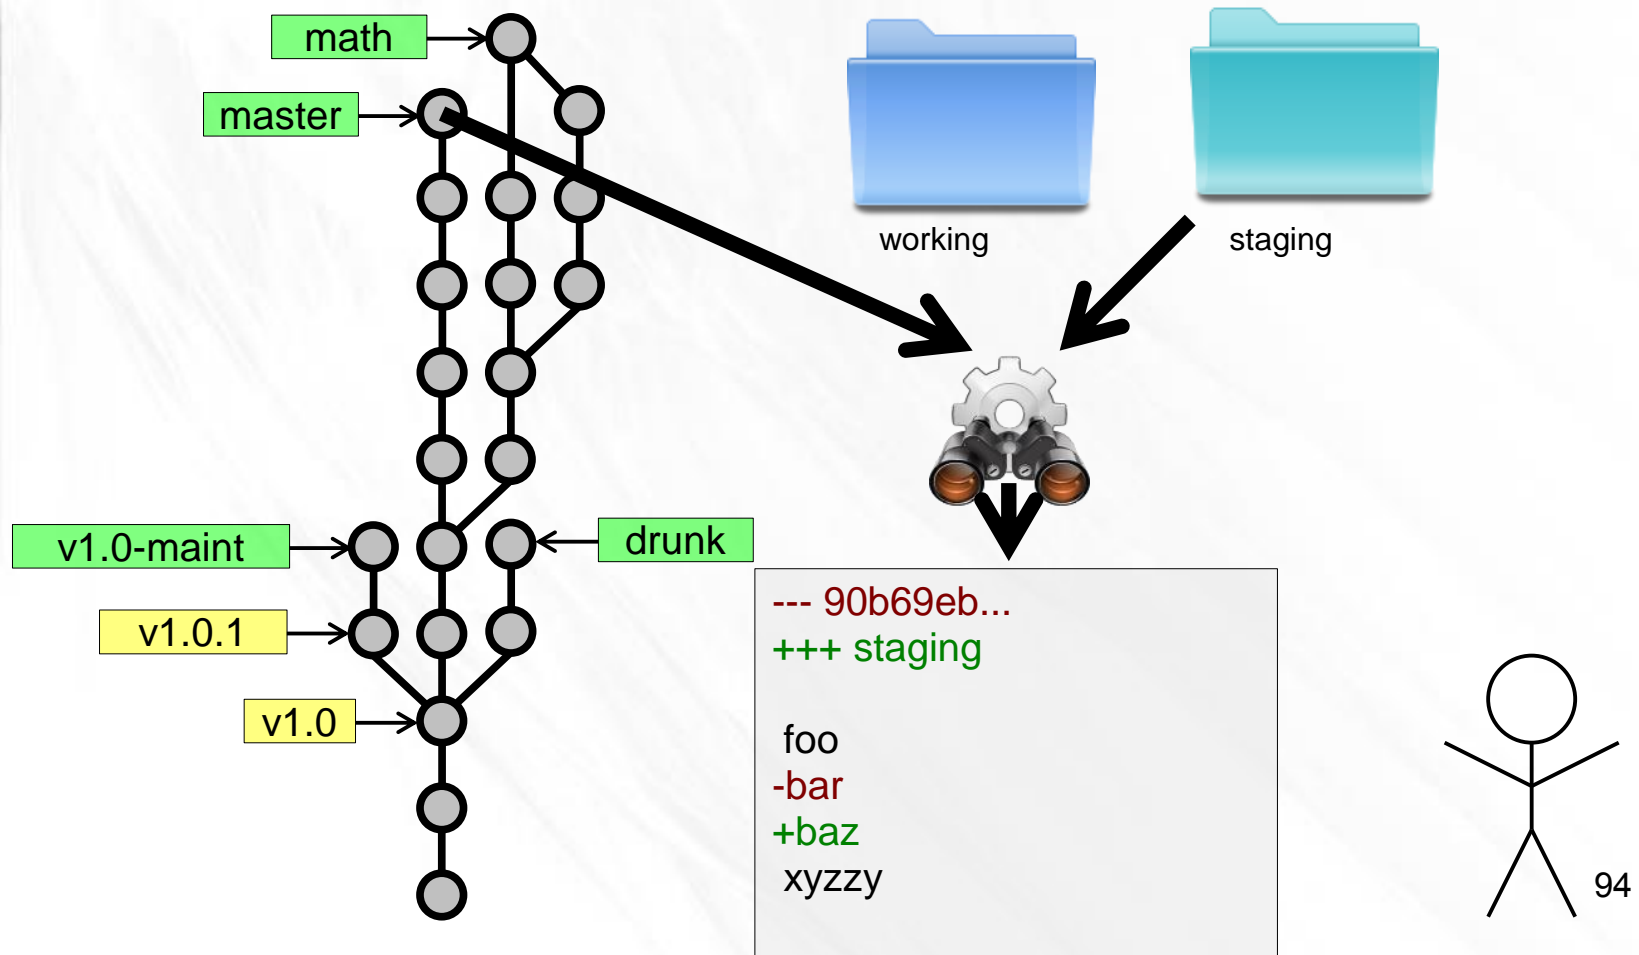 math
master
working
staging
v1.0-maint
drunk
v1.0.1
v1.0
--- 90b69eb...
+++ staging
foo
-bar
+baz
xyzzy
94